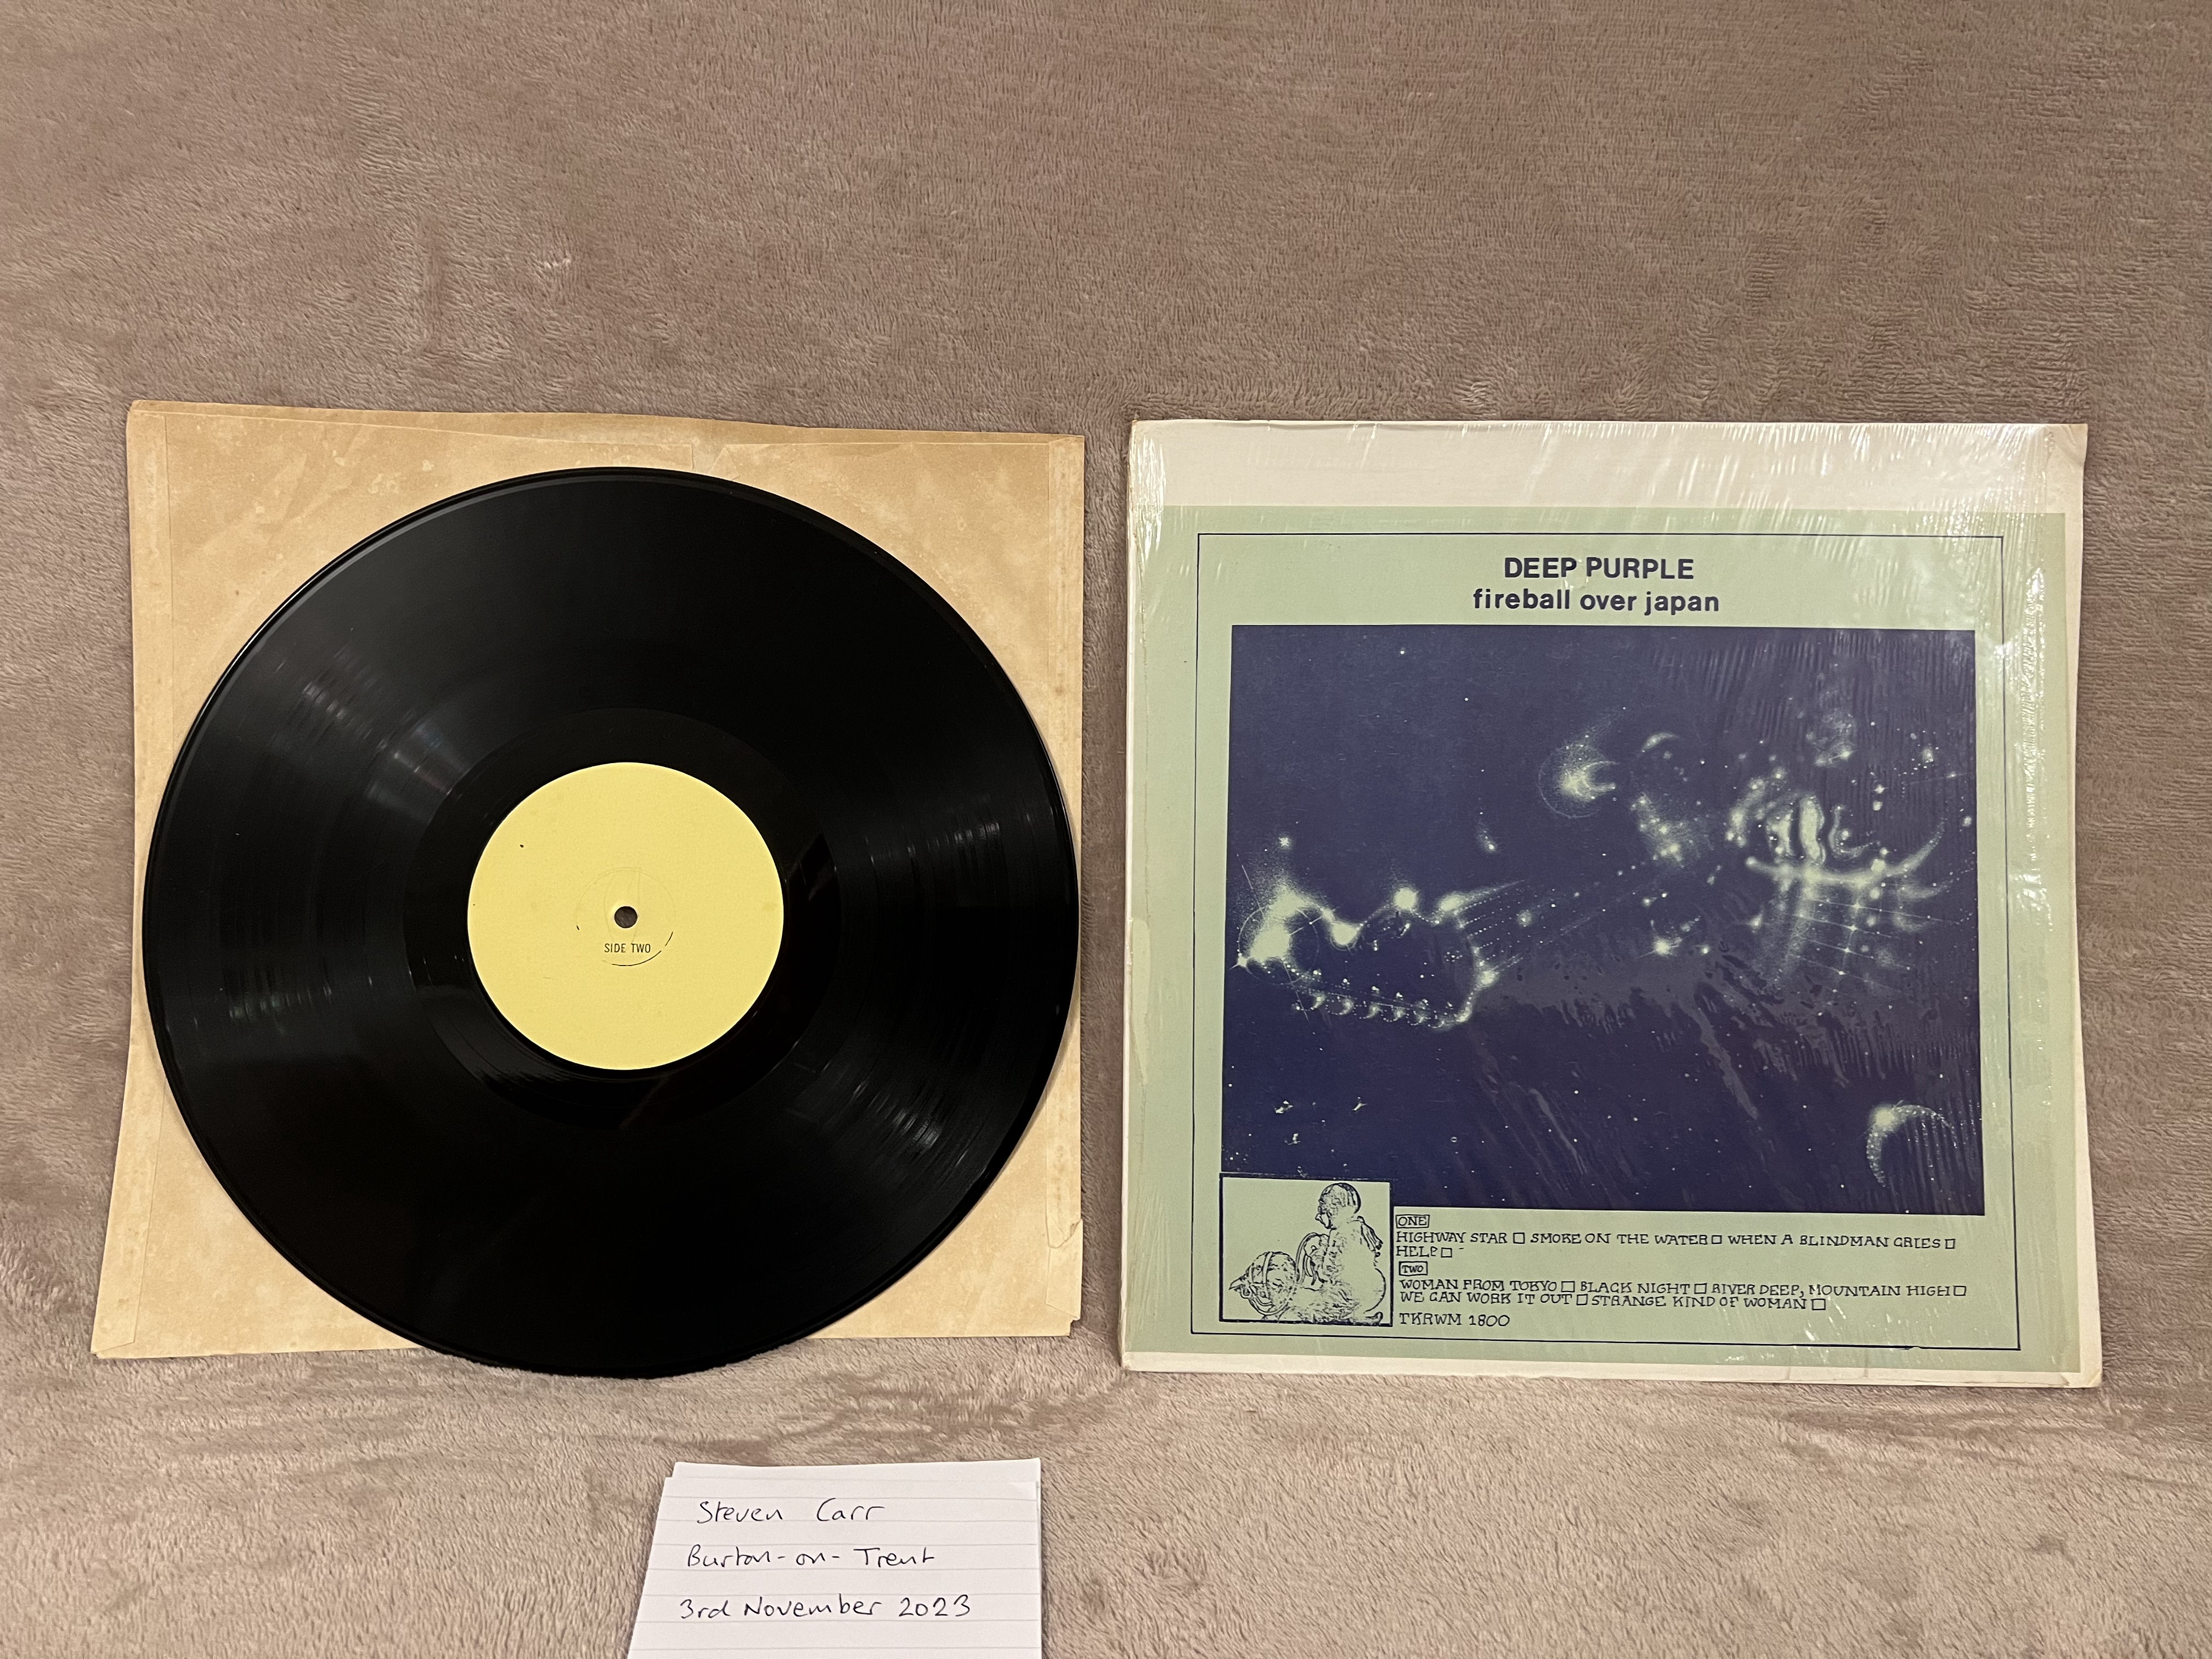 SIDE TWO
DEEP PURPLE
fireball over japan
ONE
HIGHWAY STAR □ SMOKE ON THE WATER □ WHEN A BLINDMAN CRIES □
HELP □ -
TWO
WOMAN FROM TOKYO □ BLACK NIGHT □ RIVER DEEP, MOUNTAIN HIGH □
WE CAN WORK IT OUT □ STRANGE KIND OF WOMAN □
TKRWM 1800
Steven Carr
Burton-on-Trent
3rd November 2023